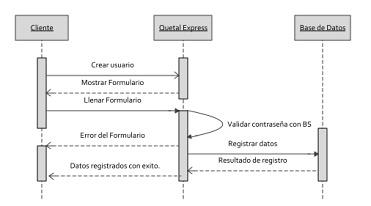 Cliente
Quetal Express
Base de Datos
Crear usuario
Mostrar Formulario
Llenar Formulario
Validar contraseña con BS
Error del Formulario
Registrar datos
Resultado de registro
Datos registrados con exito.